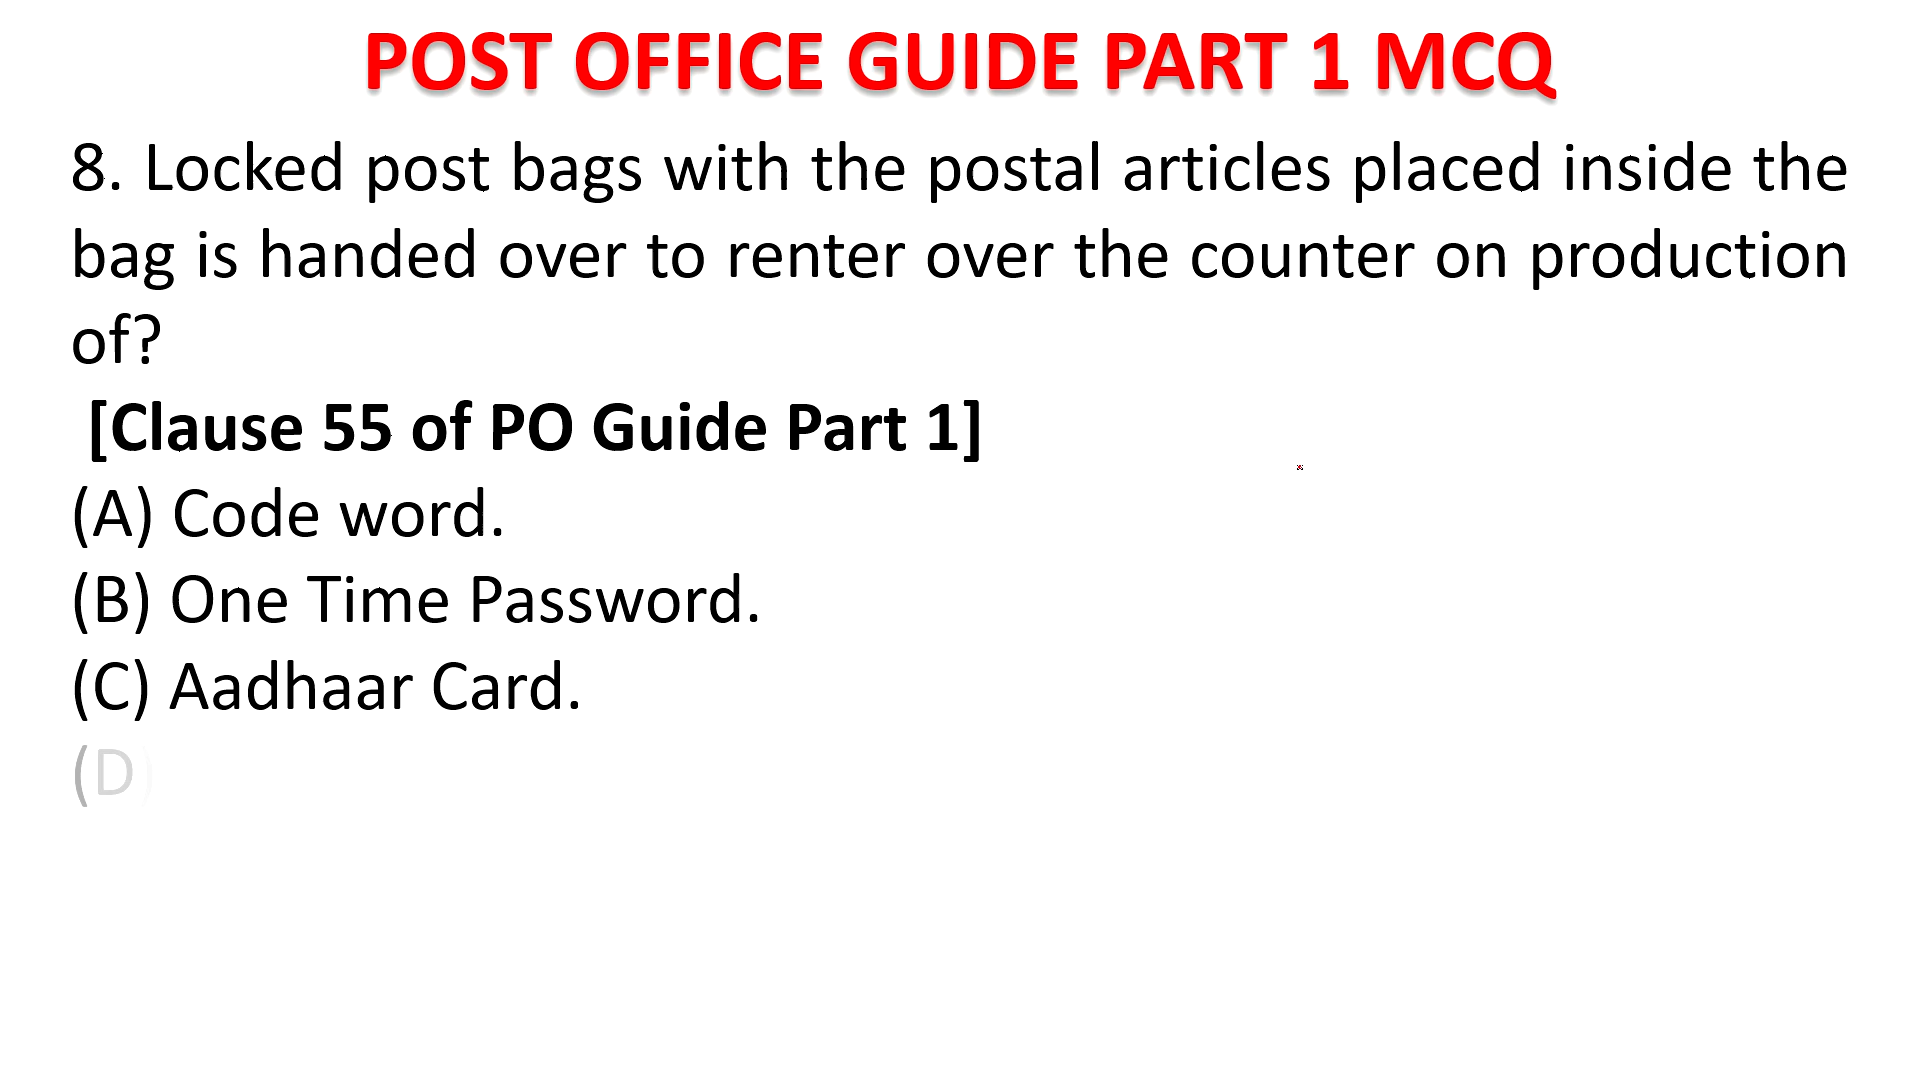 POST OFFICE GUIDE PART 1 MCQ
8. Locked post bags with the postal articles placed inside the
bag is handed over to renter over the counter on production
of?
[Clause 55 of PO Guide Part 1]
(A) Code word.
(B) One Time Password.
(C) Aadhaar Card.
(D)